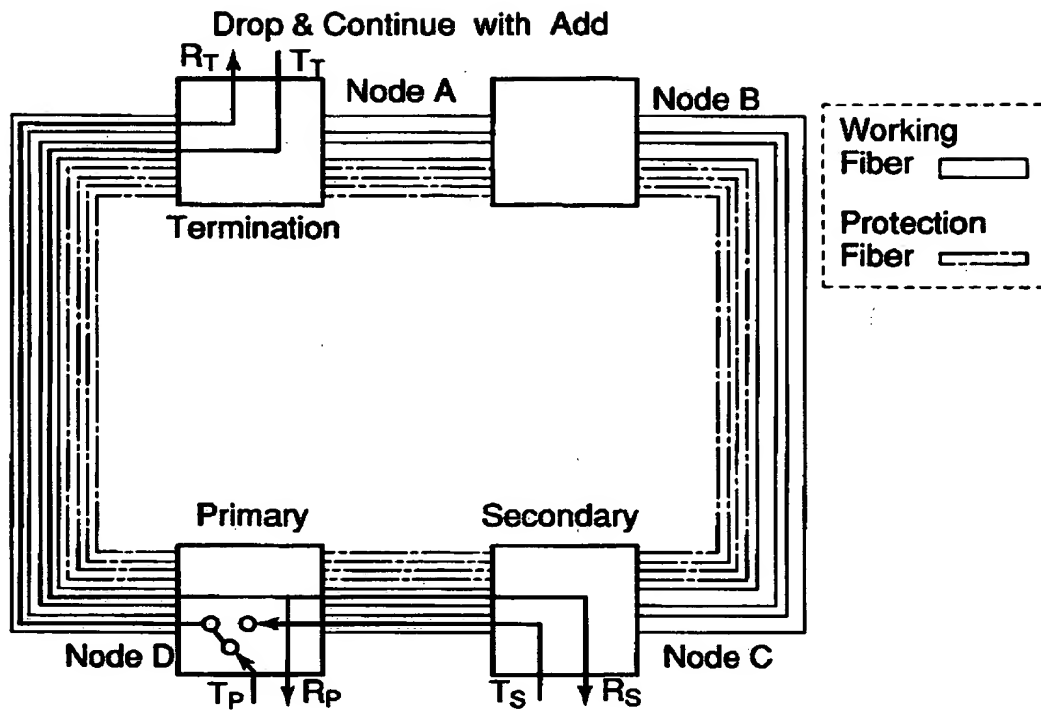 Drop & Continue with Add
RT
TT
Node A
Node B
Working
Fiber
Protection
Fiber
Termination
Primary
Secondary
Node D
Node C
TP
RP
TS
RS